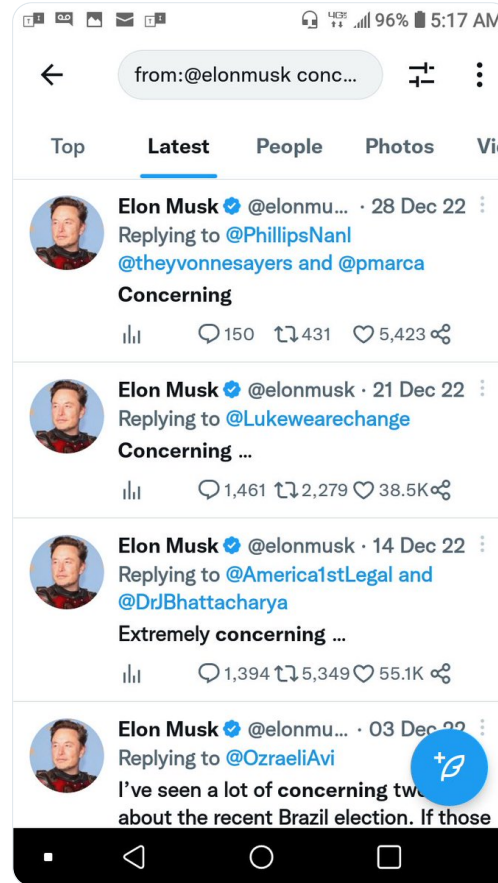 96% 5:17 AM
from:@elonmusk conc...
Top Latest People Photos
Elon Musk @elonmu... · 28 Dec 22
Replying to @PhillipsNanI
@theyvonnesayers and @pmarca
Concerning
150 431 5,423
Elon Musk @elonmusk · 21 Dec 22
Replying to @Lukewearechange
Concerning ...
1,461 2,279 38.5K
Elon Musk @elonmusk · 14 Dec 22
Replying to @America1stLegal and
@DrJBhattacharya
Extremely concerning ...
1,394 5,349 55.1K
Elon Musk @elonmu... · 03 Dec 22
Replying to @OzraeliAvi
I've seen a lot of concerning
about the recent Brazil election. If those